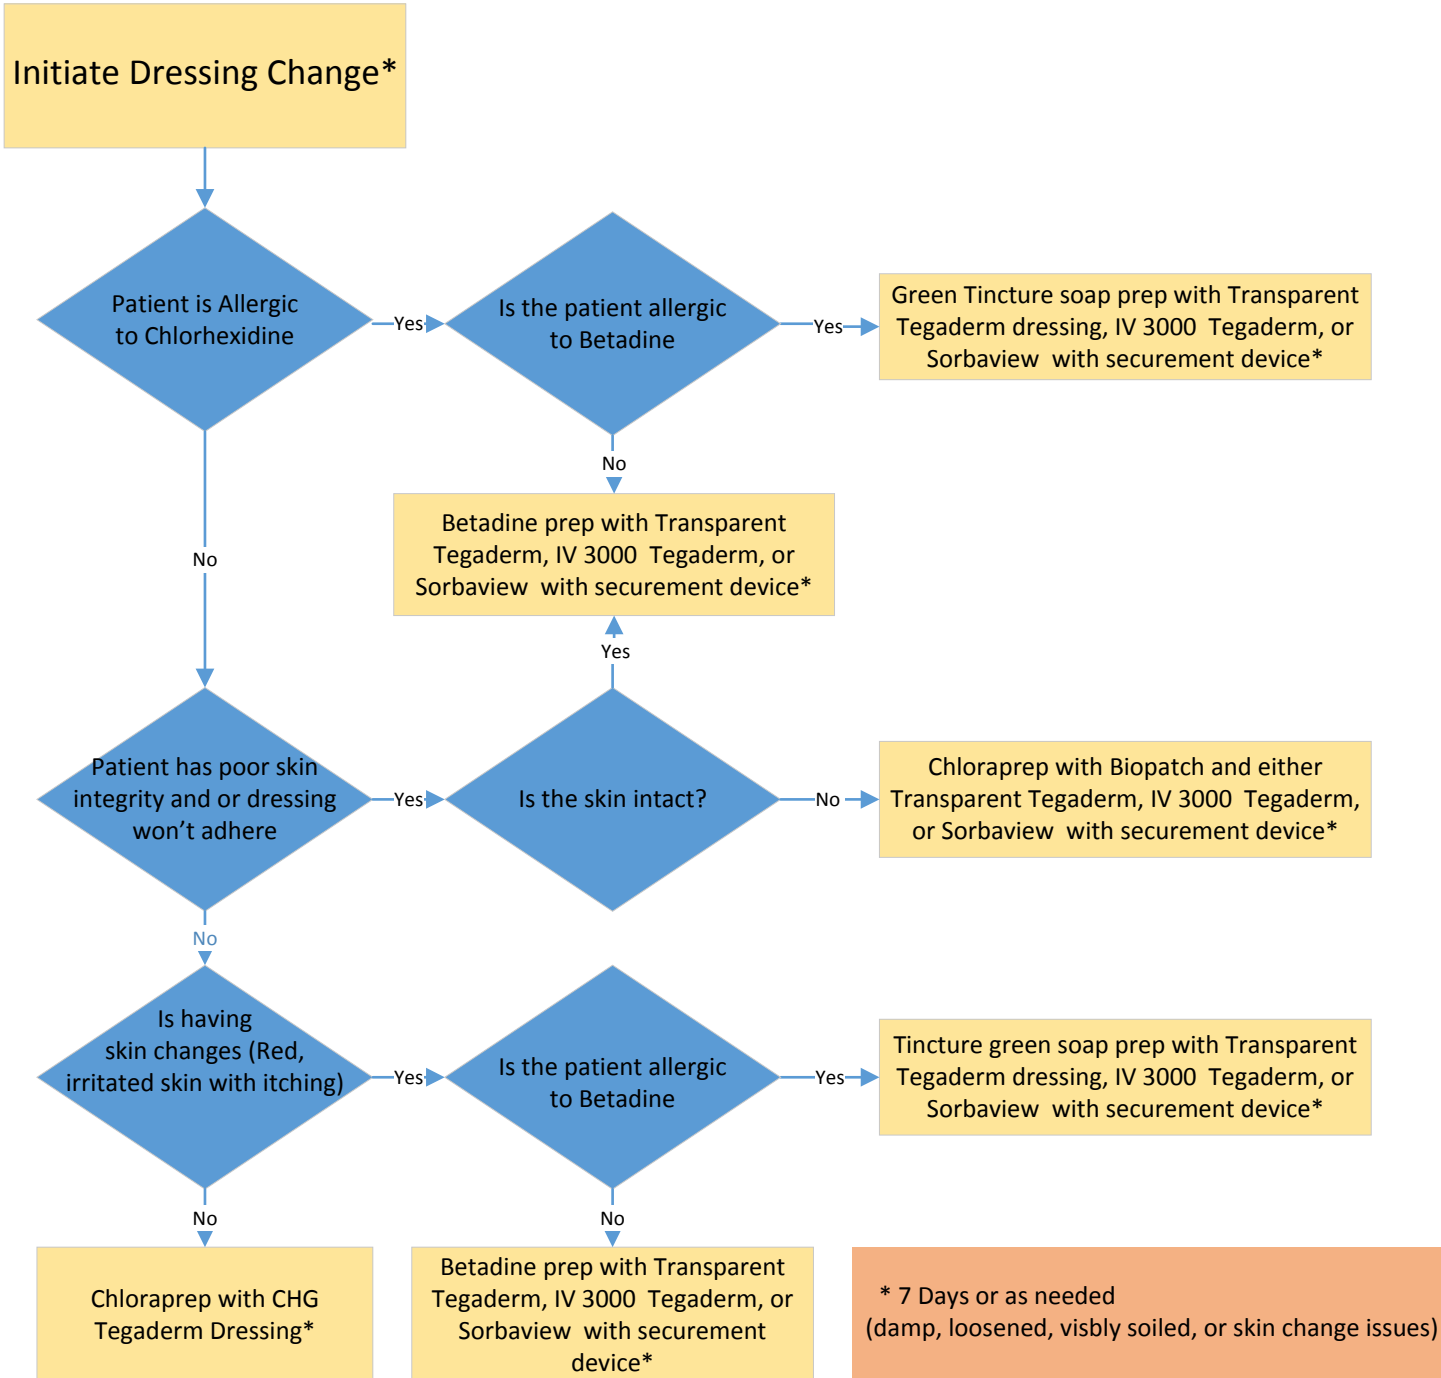 Initiate Dressing Change*
Patient is Allergic
to Chlorhexidine
Yes
Is the patient allergic
to Betadine
Yes
Green Tincture soap prep with Transparent
Tegaderm dressing, IV 3000 Tegaderm, or
Sorbaview with securement device*
No
Betadine prep with Transparent
Tegaderm, IV 3000 Tegaderm, or
Sorbaview with securement device*
No
Yes
Patient has poor skin
integrity and or dressing
won't adhere
Yes
Is the skin intact?
No
Chloraprep with Biopatch and either
Transparent Tegaderm, IV 3000 Tegaderm,
or Sorbaview with securement device*
No
Is having
skin changes (Red,
irritated skin with itching)
Yes
Is the patient allergic
to Betadine
Yes
Tincture green soap prep with Transparent
Tegaderm dressing, IV 3000 Tegaderm, or
Sorbaview with securement device*
No
No
Chloraprep with CHG
Tegaderm Dressing*
Betadine prep with Transparent
Tegaderm, IV 3000 Tegaderm, or
Sorbaview with securement
device*
* 7 Days or as needed
(damp, loosened, visbly soiled, or skin change issues)